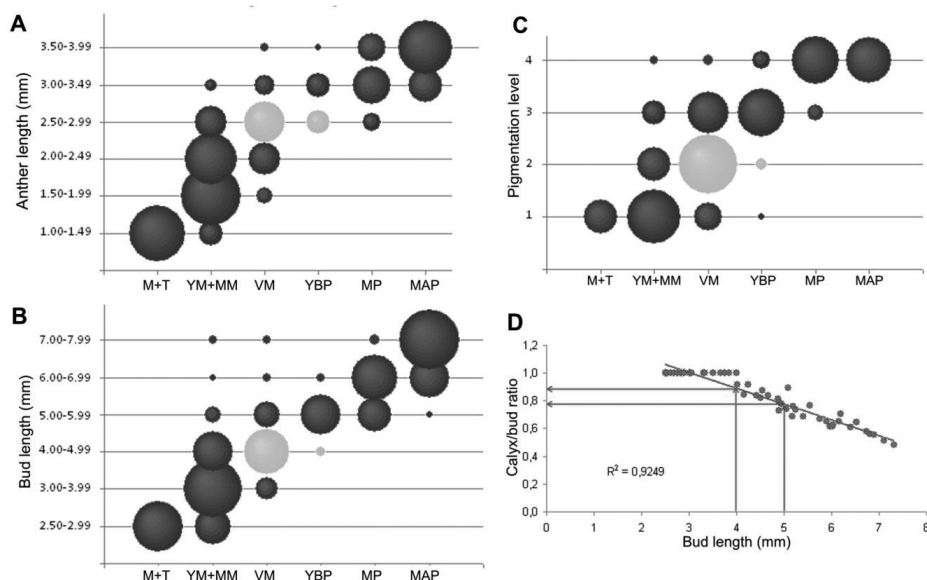 A
Anther length (mm)
3.50-3.99
3.00-3.49
2.50-2.99
2.00-2.49
1.50-1.99
1.00-1.49
M+T YM+MM VM YBP MP MAP
B
Bud length (mm)
7.00-7.99
6.00-6.99
5.00-5.99
4.00-4.99
3.00-3.99
2.50-2.99
M+T YM+MM VM YBP MP MAP
C
Pigmentation level
4
3
2
1
M+T YM+MM VM YBP MP MAP
D
Calyx/bud ratio
1,2
1,0
0,8
0,6
0,4
0,2
0,0
R² = 0,9249
0 1 2 3 4 5 6 7 8
Bud length (mm)